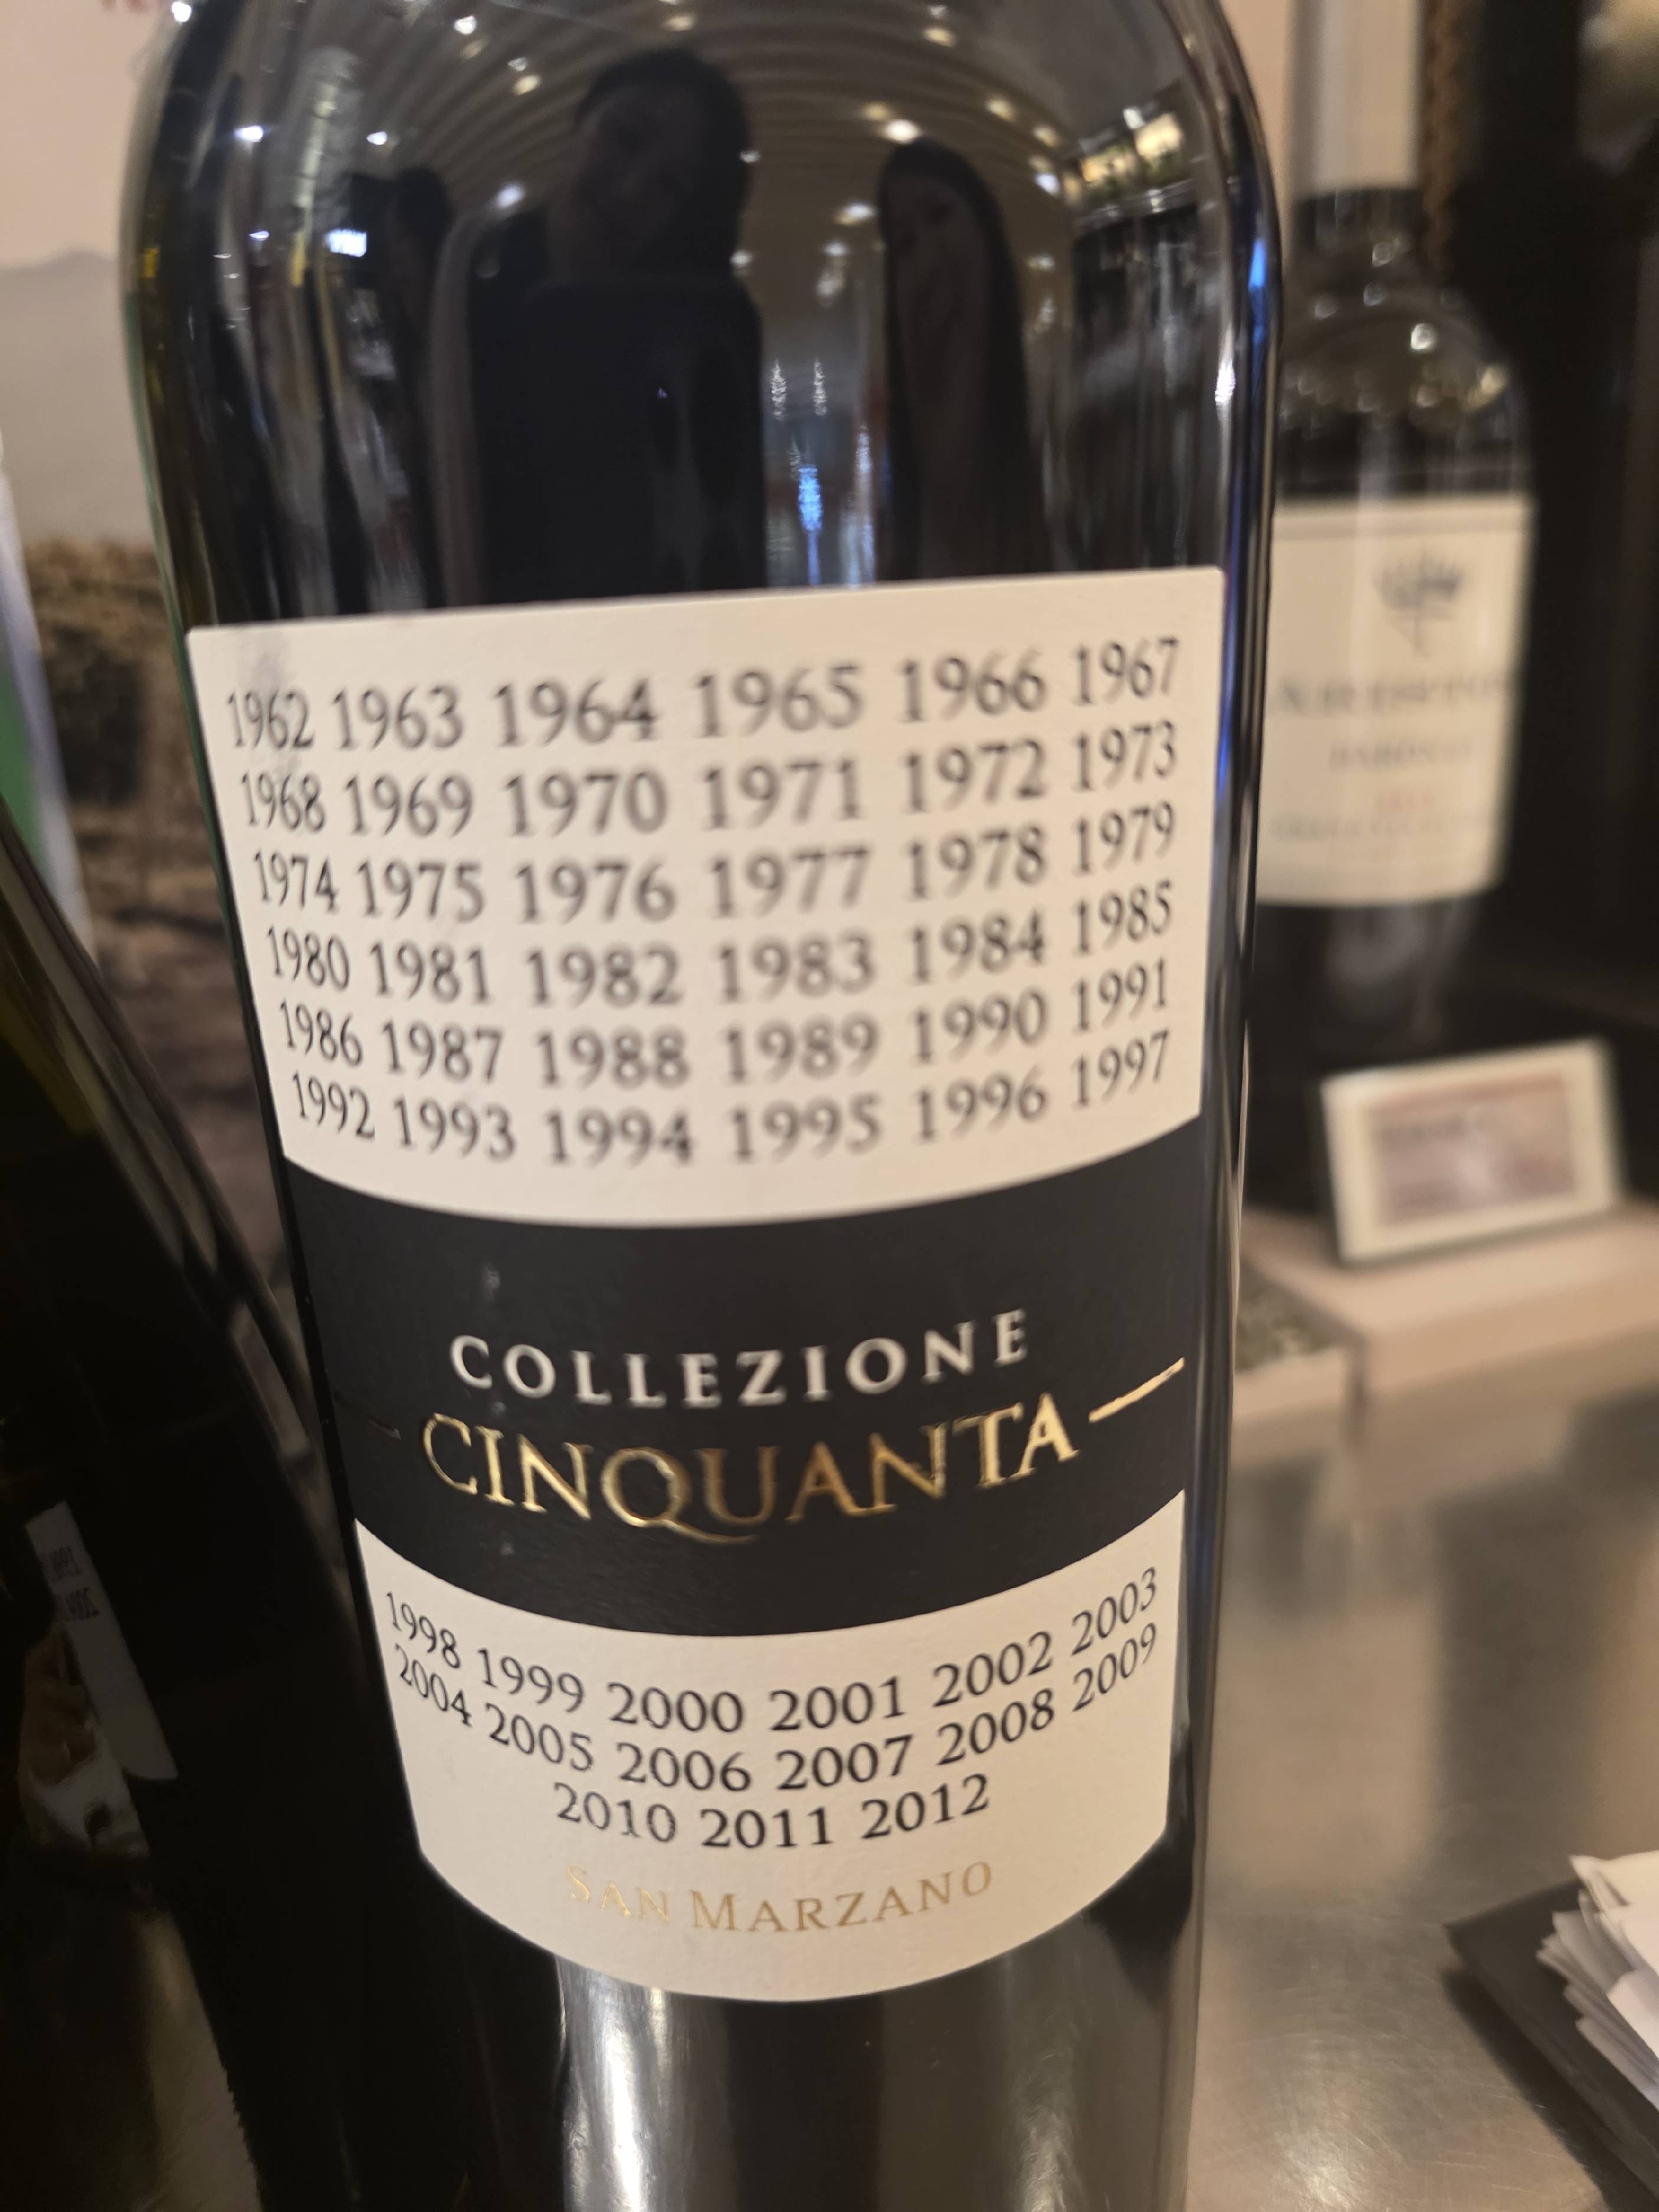 1962 1963 1964 1965 1966 1967
1968 1969 1970 1971 1972 1973
1974 1975 1976 1977 1978 1979
1980 1981 1982 1983 1984 1985
1986 1987 1988 1989 1990 1991
1992 1993 1994 1995 1996 1997
COLLEZIONE
CINQUANTA
1998 1999 2000 2001 2002 2003
2004 2005 2006 2007 2008 2009
2010 2011 2012
SAN MARZANO